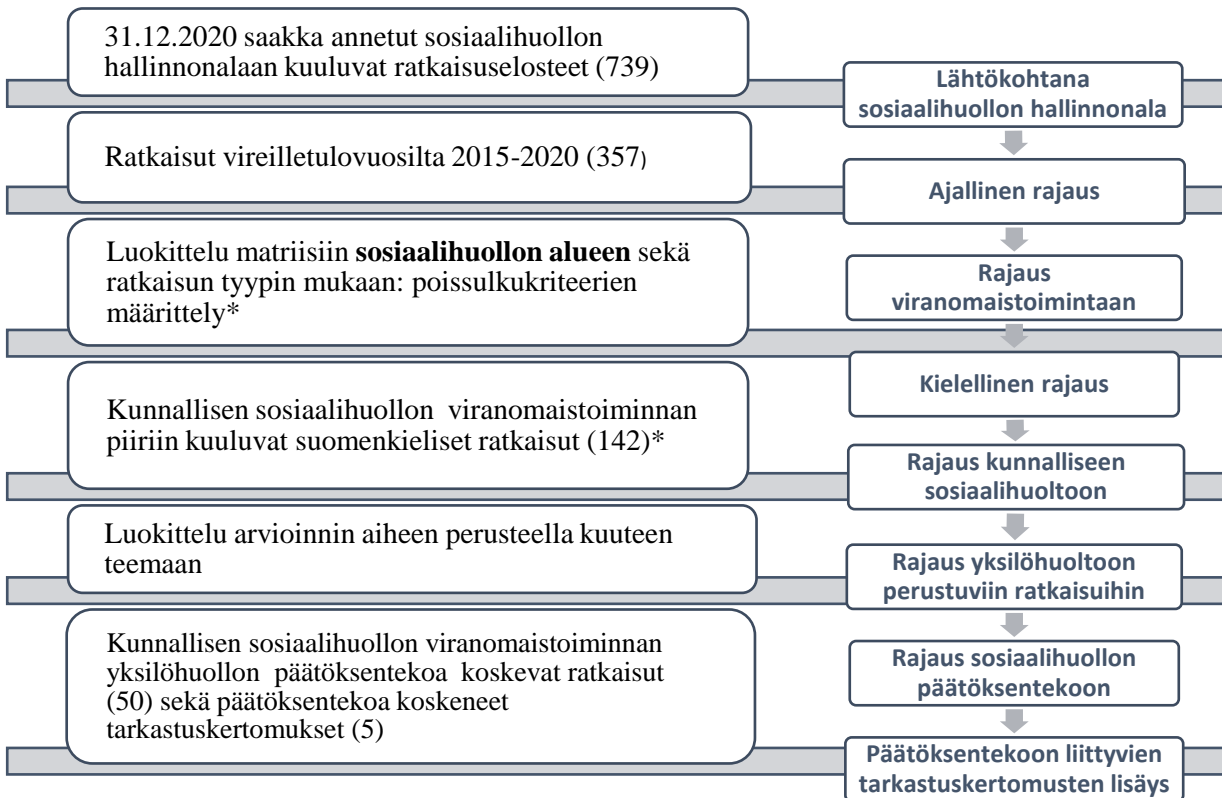 31.12.2020 saakka annetut sosiaalihuollon
hallinnonalaan kuuluvat ratkaisuselosteet (739)
Ratkaisut vireilletulovuosilta 2015-2020 (357)
Luokittelu matriisiin sosiaalihuollon alueen sekä
ratkaisun tyypin mukaan: poissulkukriteerien
määrittely*
Kunnallisen sosiaalihuollon viranomaistoiminnan
piiriin kuuluvat suomenkieliset ratkaisut (142)*
Luokittelu arvioinnin aiheen perusteella kuuteen
teemaan
Kunnallisen sosiaalihuollon viranomaistoiminnan
yksilöhuollon päätöksentekoa koskevat ratkaisut
(50) sekä päätöksentekoa koskeneet
tarkastuskertomukset (5)
Lähtökohtana
sosiaalihuollon hallinnonala
Ajallinen rajaus
Rajaus
viranomaistoimintaan
Kielellinen rajaus
Rajaus kunnalliseen
sosiaalihuoltoon
Rajaus yksilöhuoltoon
perustuviin ratkaisuihin
Rajaus sosiaalihuollon
päätöksentekoon
Päätöksentekoon liittyvien
tarkastuskertomusten lisäys